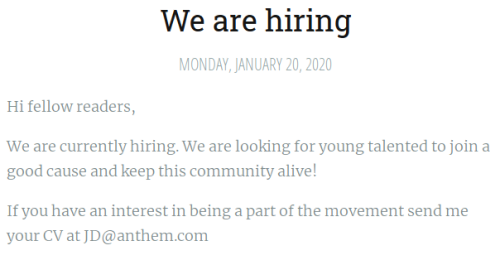 We are hiring
MONDAY, JANUARY 20, 2020
Hi fellow readers,
We are currently hiring. We are looking for young talented to join a
good cause and keep this community alive!
If you have an interest in being a part of the movement send me
your CV at JD@anthem.com